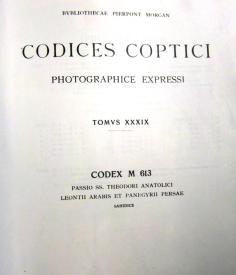 BVBLIOTHECAE PIERPONT MORGAN
CODICES COPTICI
PHOTOGRAPHICE EXPRESSI
TOMVS XXXIX
CODEX M 613
PASSIO SS. THEODORI ANATOLICI
LEONTII ARABIS ET PANEGYRII PERSAE
SAHIDICE